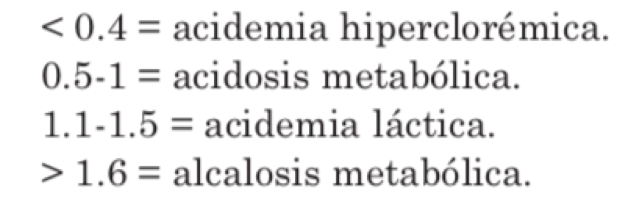 < 0.4 = acidemia hiperclorémica.
0.5-1 = acidosis metabólica.
1.1-1.5 = acidemia láctica.
> 1.6 = alcalosis metabólica.